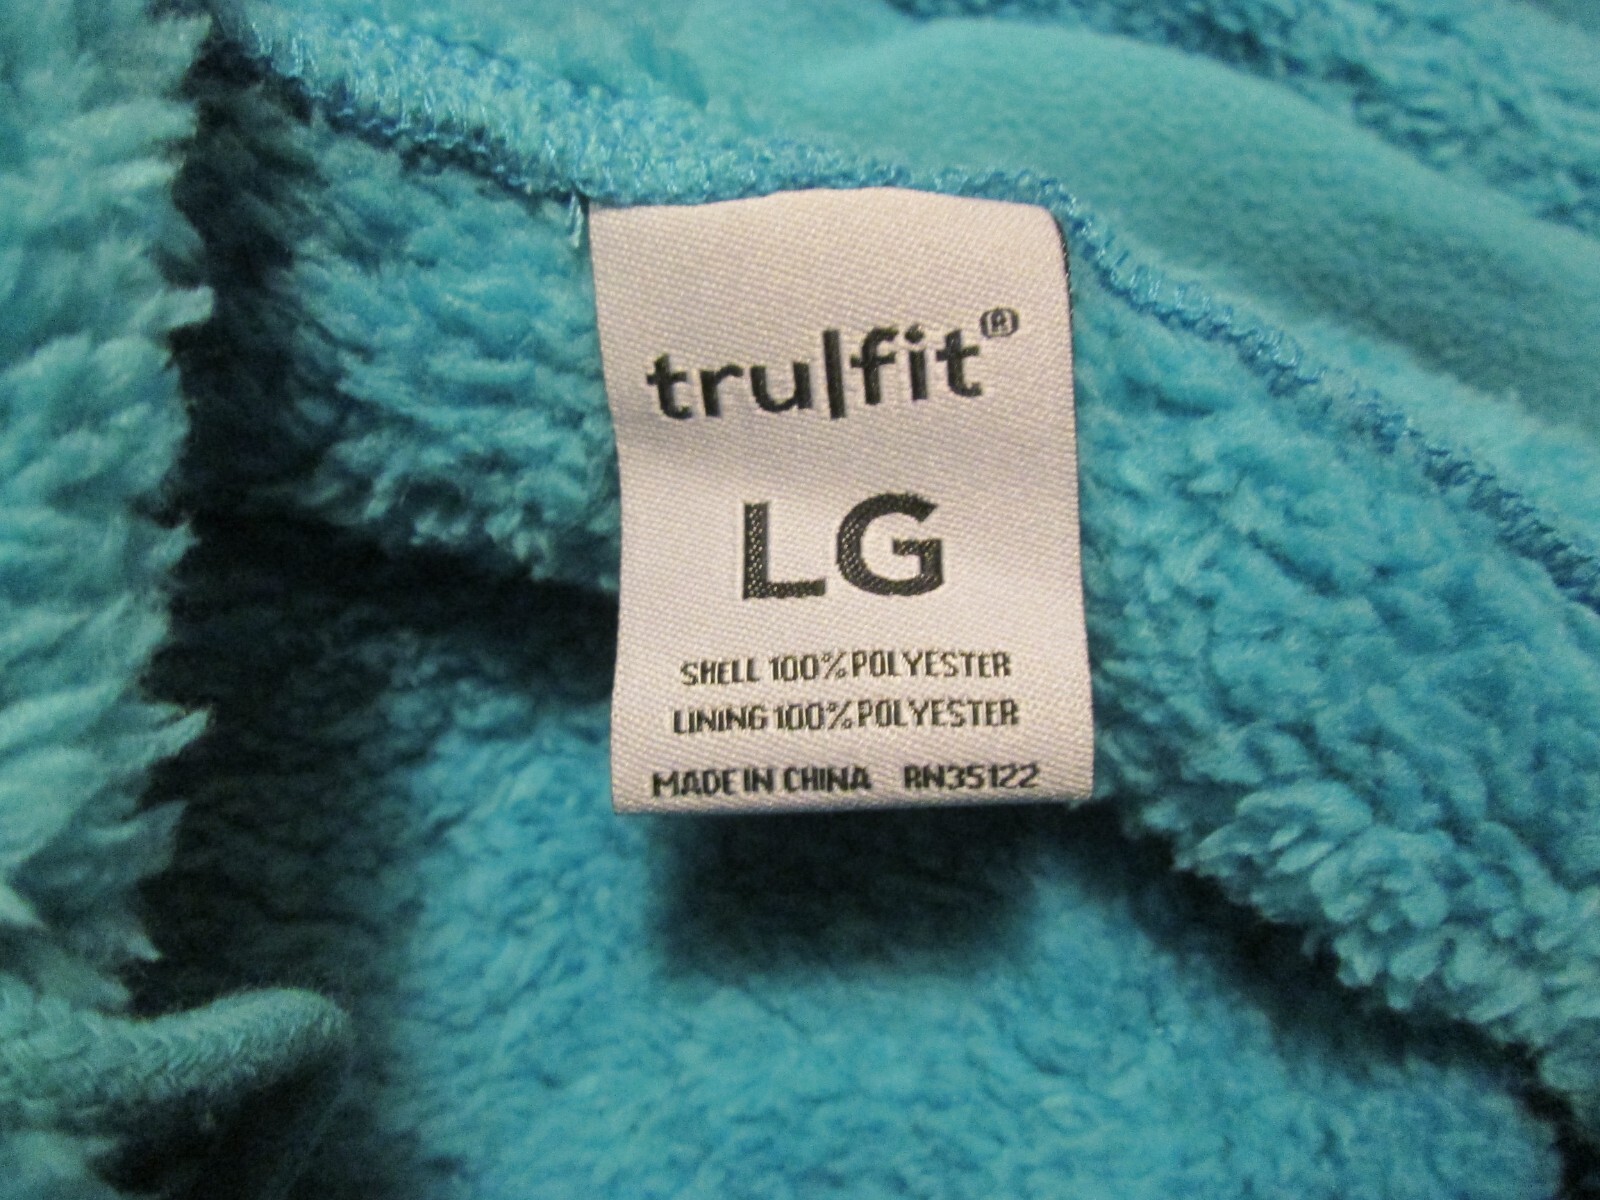 tru|fit®
LG
SHELL 100% POLYESTER
LINING 100% POLYESTER
MADE IN CHINA RN35122